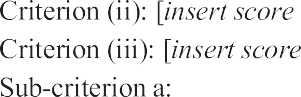 Criterion (ii): [insert score
Criterion (iii): [insert score
Sub-criterion a: